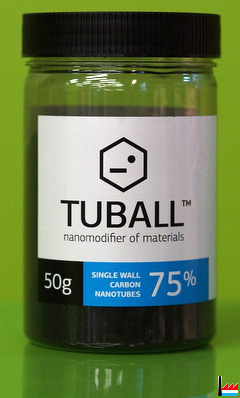 TUBALL™
nanomodifier of materials
50g
SINGLE WALL
CARBON
NANOTUBES
75%